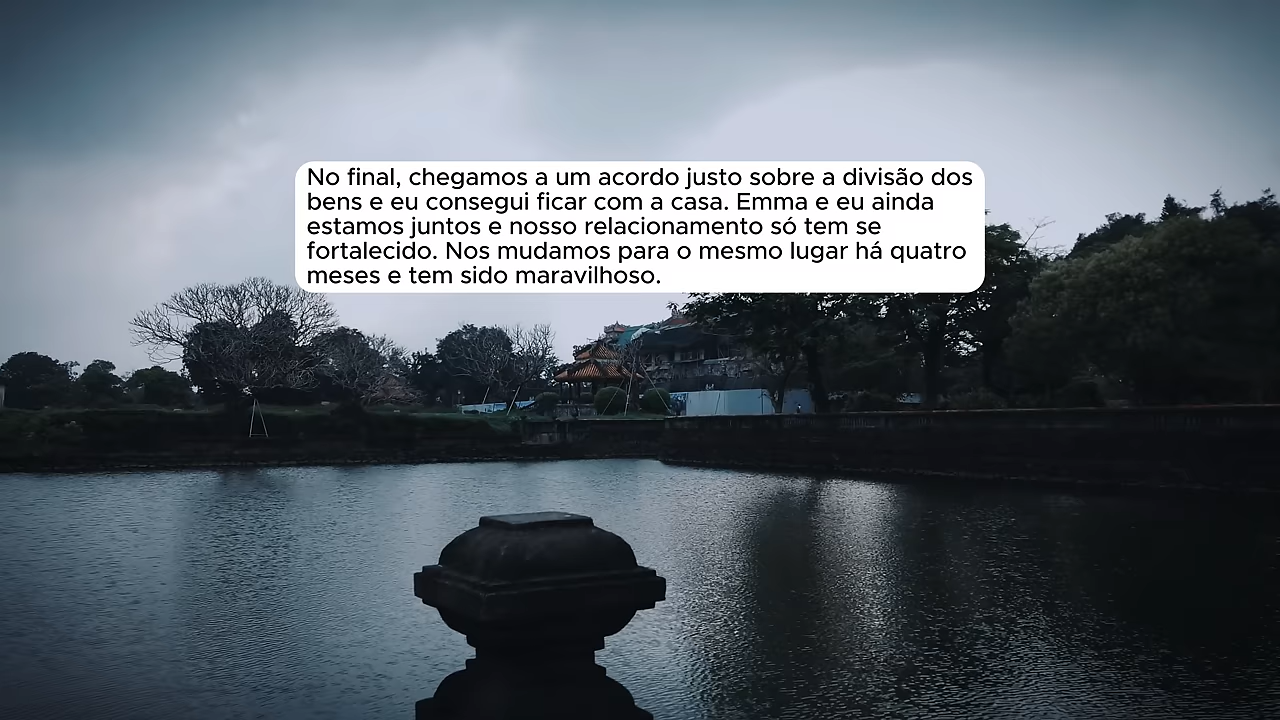 No final, chegamos a um acordo justo sobre a divisão dos
bens e eu consegui ficar com a casa. Emma e eu ainda
estamos juntos e nosso relacionamento só tem se
fortalecido. Nos mudamos para o mesmo lugar há quatro
meses e tem sido maravilhoso.